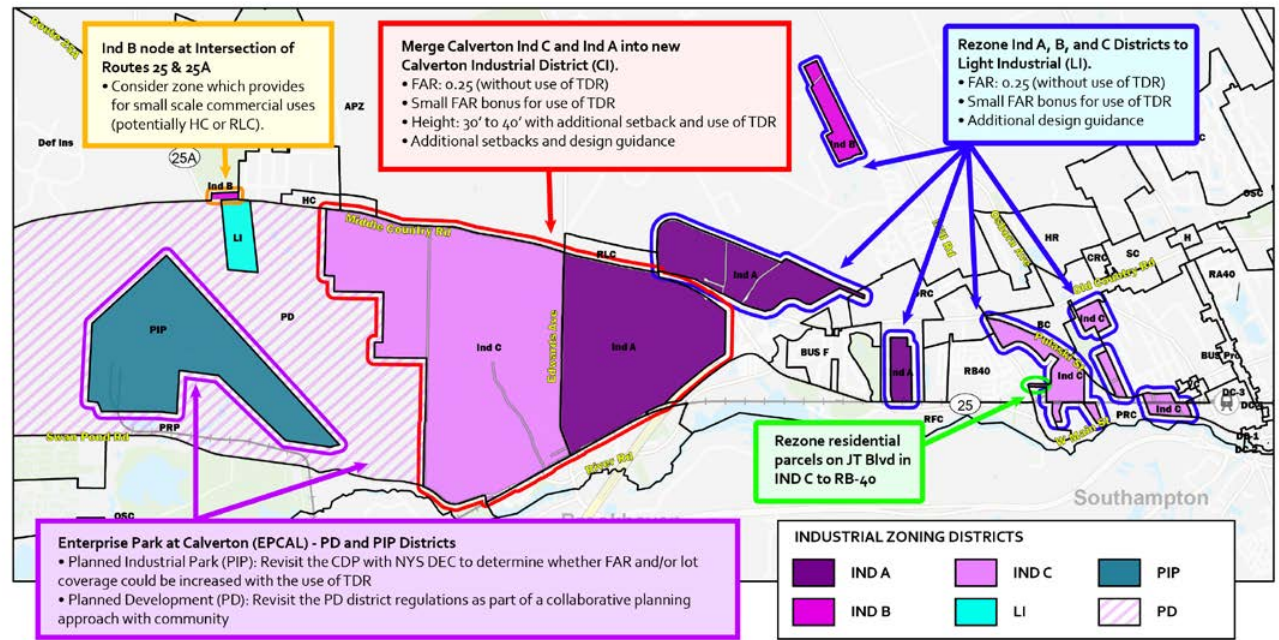 Ind B node at Intersection of
Routes 25 & 25A
• Consider zone which provides
for small scale commercial uses
(potentially HC or RLC).
Merge Calverton Ind C and Ind A into new
Calverton Industrial District (CI).
• FAR: 0.25 (without use of TDR)
• Small FAR bonus for use of TDR
• Height: 30' to 40' with additional setback and use of TDR
• Additional setbacks and design guidance
Rezone Ind A, B, and C Districts to
Light Industrial (LI).
• FAR: 0.25 (without use of TDR)
• Small FAR bonus for use of TDR
• Additional design guidance
APZ
Def Ins
25A
Ind B
HC
LI
Middle Country Rd
RLC
Ind B
Ind A
Osborn Ave
HR
CRC
SC
H
OSC
Old Country Rd
RA40
PIP
PD
Ind C
Edwards Ave
Ind A
BUS F
Ind A
RB40
BC
Pulaski St
Ind C
Ind C
Ind C
PRC
DC-3
25
RFC
W Main St
PRP
Swan Pond Rd
River Rd
OSC
Southampton
Rezone residential
parcels on JT Blvd in
IND C to RB-40
Enterprise Park at Calverton (EPCAL) - PD and PIP Districts
• Planned Industrial Park (PIP): Revisit the CDP with NYS DEC to determine whether FAR and/or lot
coverage could be increased with the use of TDR
• Planned Development (PD): Revisit the PD district regulations as part of a collaborative planning
approach with community
INDUSTRIAL ZONING DISTRICTS
IND A
IND C
PIP
IND B
LI
PD